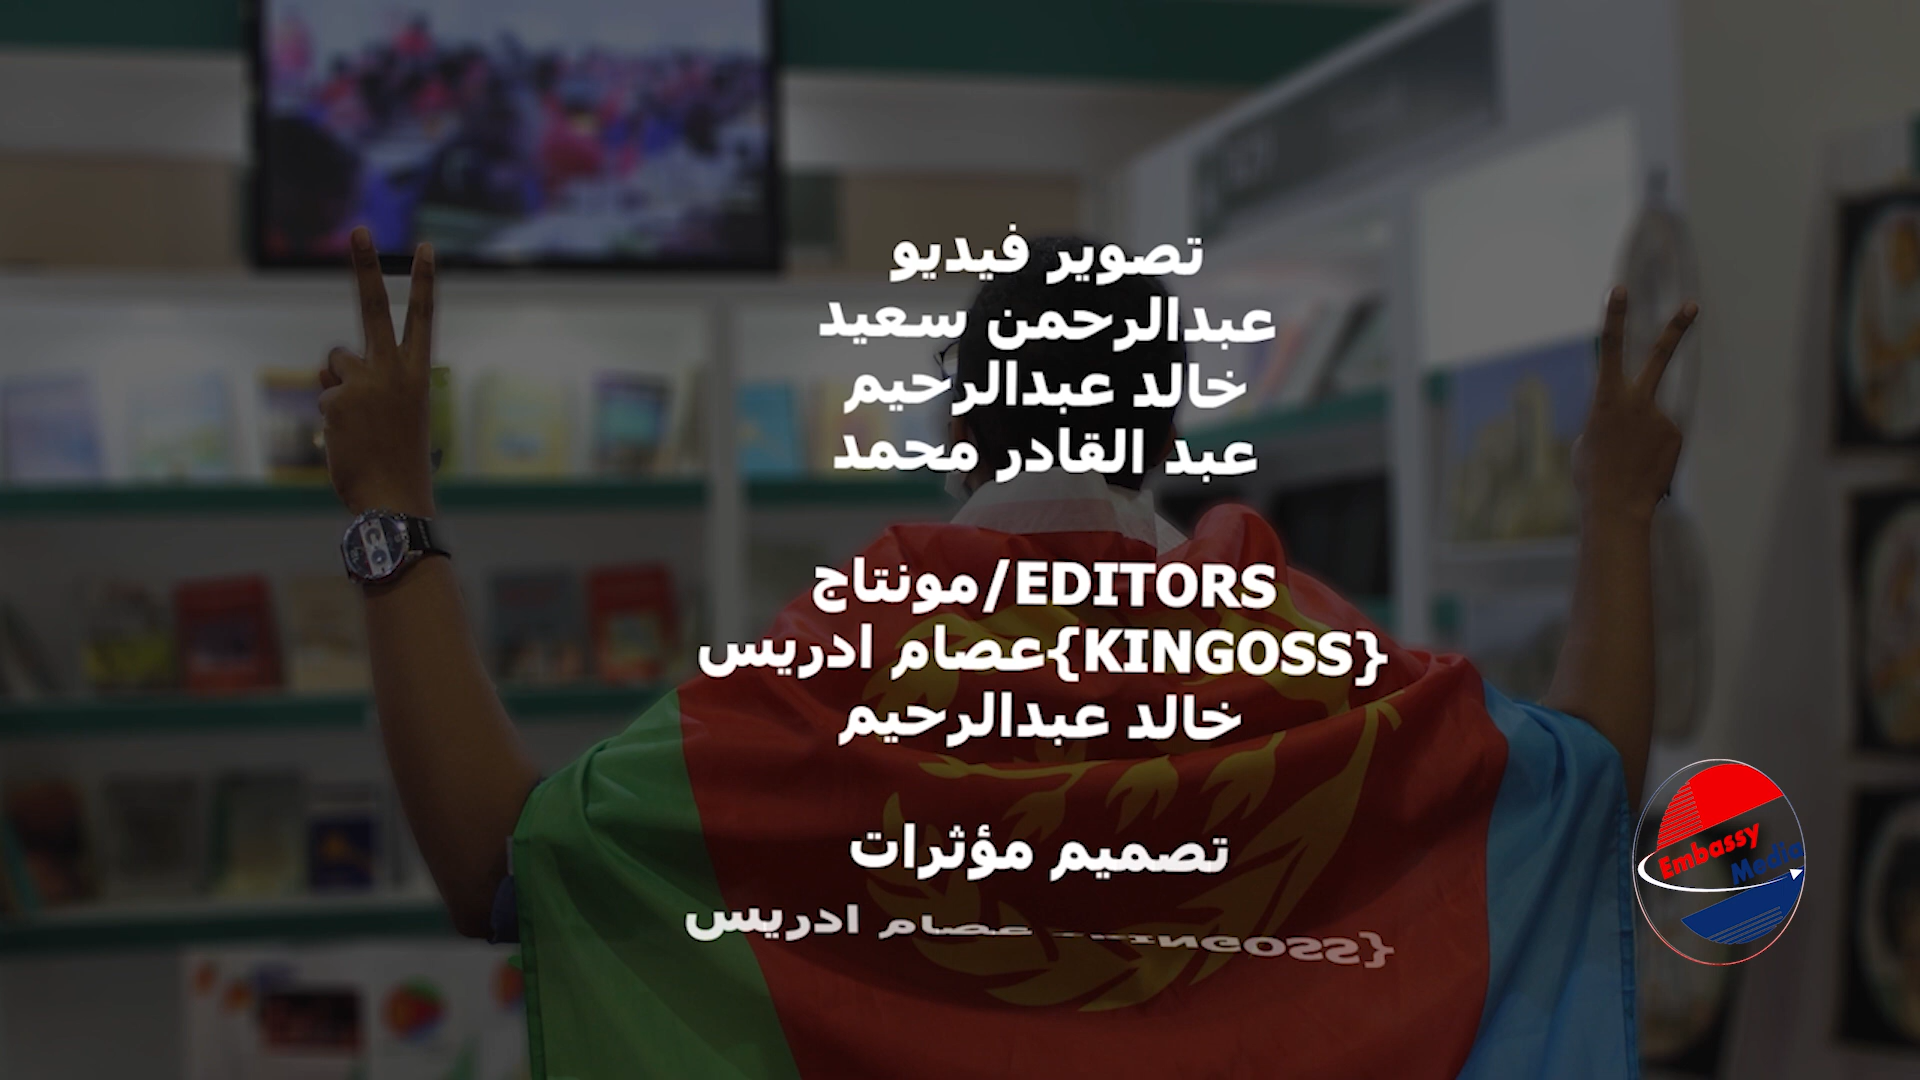 تصوير فيديو
عبدالرحمن سعيد
خالد عبدالرحيم
عبد القادر محمد
مونتاج/EDITORS
عصام ادريس{KINGOSS}
خالد عبدالرحيم
تصميم مؤثرات
عصام ادريس {KINGOSS}
Embassy
Media